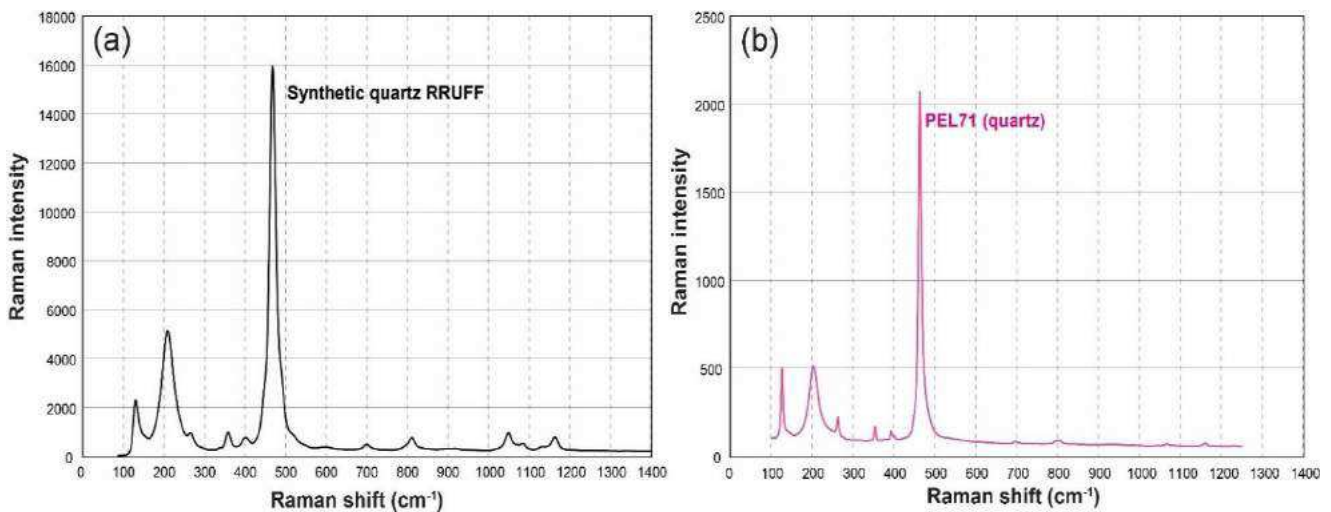 (a)
18000
16000
14000
12000
10000
8000
6000
4000
2000
0
Raman intensity
Synthetic quartz RRUFF
0 100 200 300 400 500 600 700 800 900 1000 1100 1200 1300 1400
Raman shift (cm⁻¹)
(b)
2500
2000
1500
1000
500
0
Raman intensity
PEL71 (quartz)
0 100 200 300 400 500 600 700 800 900 1000 1100 1200 1300 1400
Raman shift (cm⁻¹)